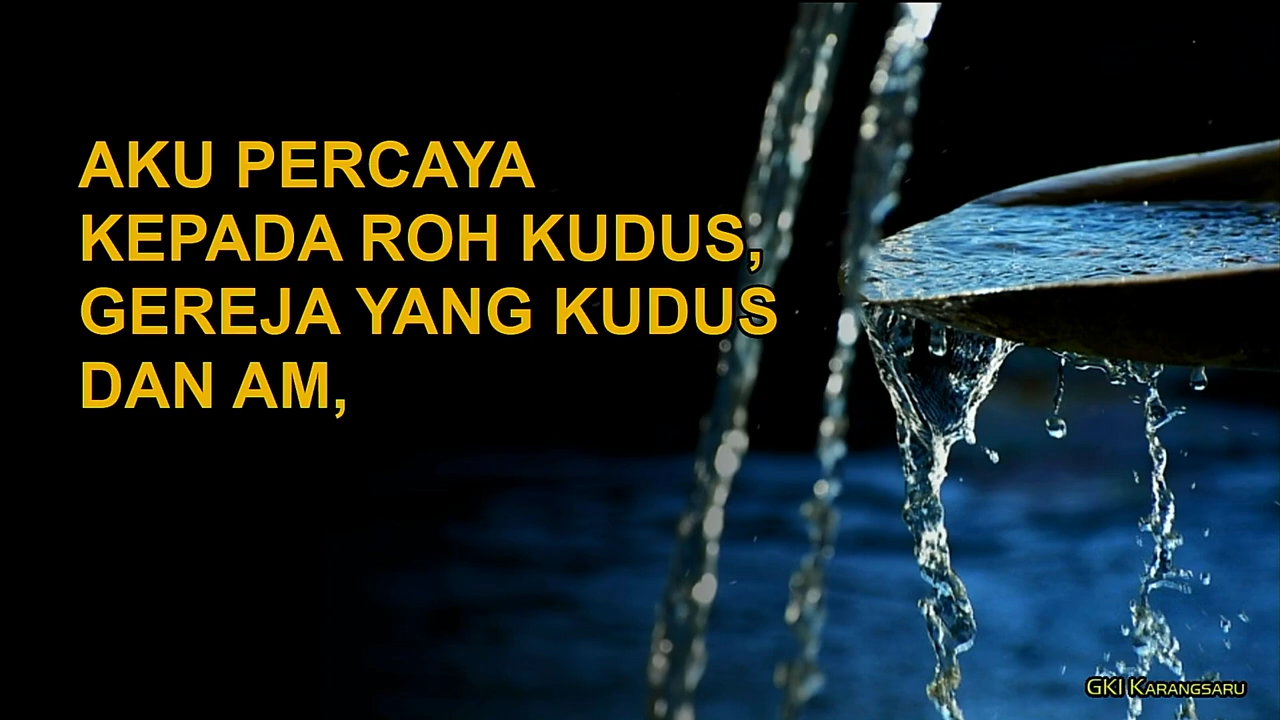 AKU PERCAYA
KEPADA ROH KUDUS,
GEREJA YANG KUDUS
DAN AM,
GKI KARANGSARU